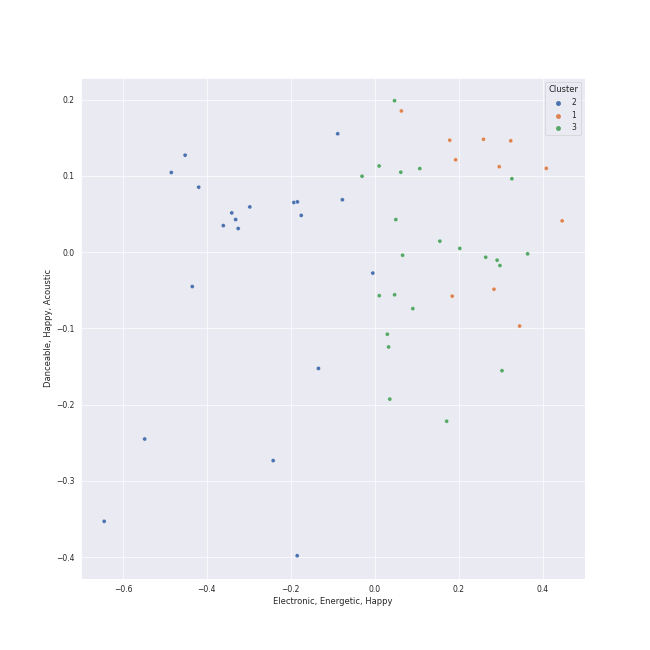 Cluster
2
1
3
0.2
0.1
0.0
−0.1
−0.2
−0.3
−0.4
Danceable, Happy, Acoustic
−0.6 −0.4 −0.2 0.0 0.2 0.4
Electronic, Energetic, Happy